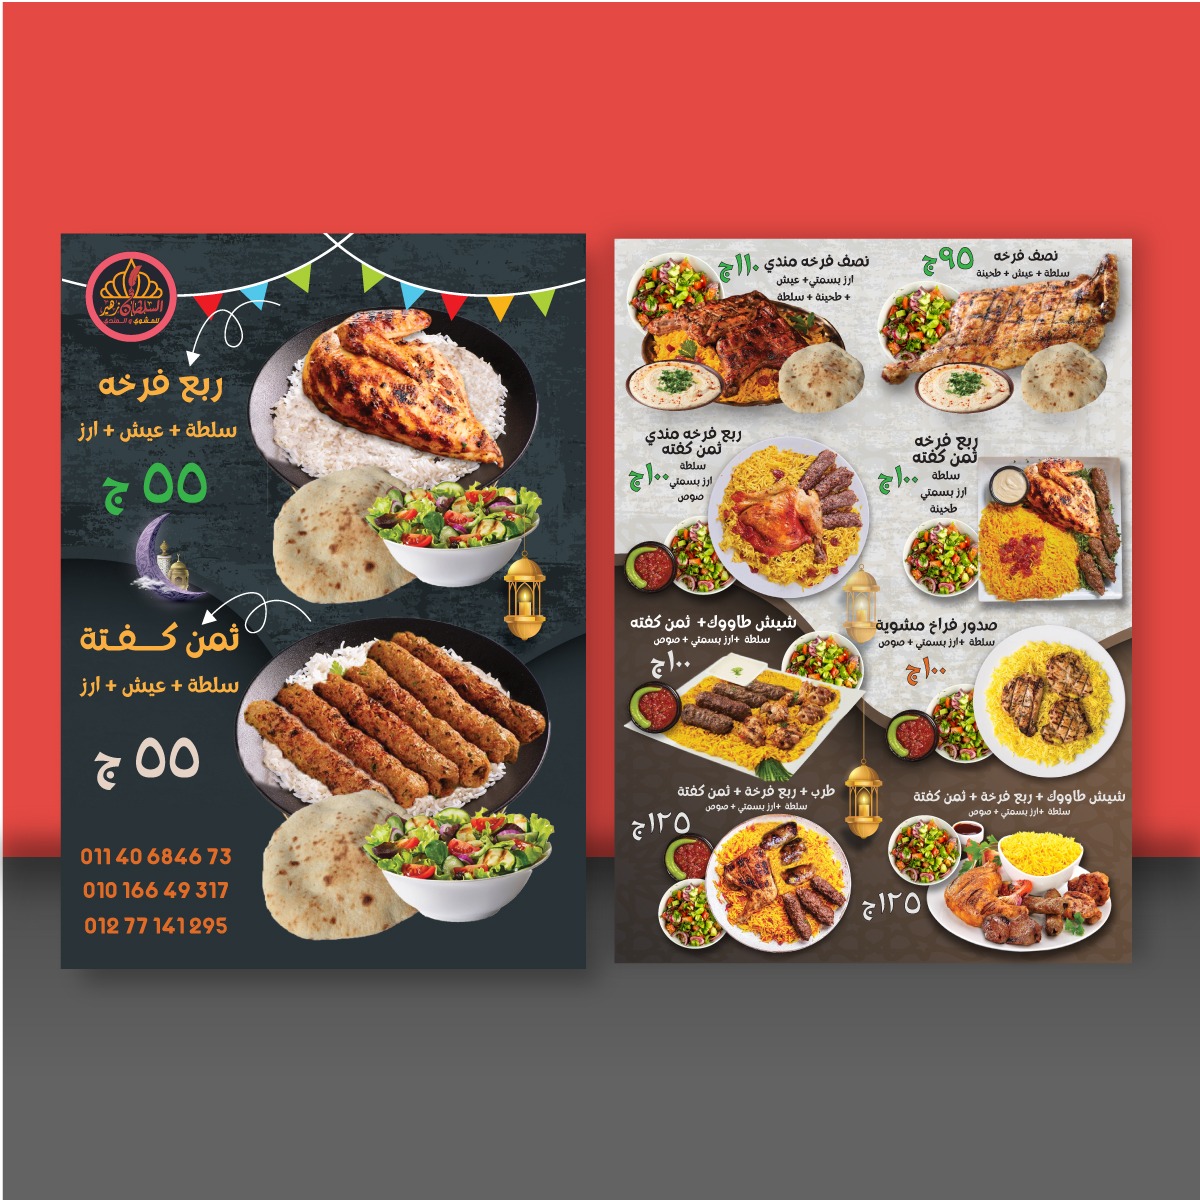 السلطان زهير
للمشوي و المندي
ربع فرخه
سلطة + عيش + ارز
٥٥ ج
ثمن كــفـتة
سلطة + عيش + ارز
٥٥ ج
011 40 6846 73
010 166 49 317
012 77 141 295
نصف فرخه
٩٥ج
سلطة + عيش + طحينة
نصف فرخه مندي
١١٠ج
ارز بسمتي+ عيش
+ طحينة + سلطة
ربع فرخه
ثمن كفته
سلطة
ارز بسمتي
طحينة
١٠٠ج
ربع فرخه مندي
ثمن كفته
سلطة
ارز بسمتي
صوص
١٠٠ج
صدور فراخ مشوية
سلطة +ارز بسمتي + صوص
١٠٠ج
شيش طاووك+ ثمن كفته
سلطة +ارز بسمتي + صوص
١٠٠ج
شيش طاووك + ربع فرخة + ثمن كفتة
سلطة +ارز بسمتي + صوص
١٢٥ج
طرب + ربع فرخة + ثمن كفتة
سلطة +ارز بسمتي + صوص
١٢٥ج